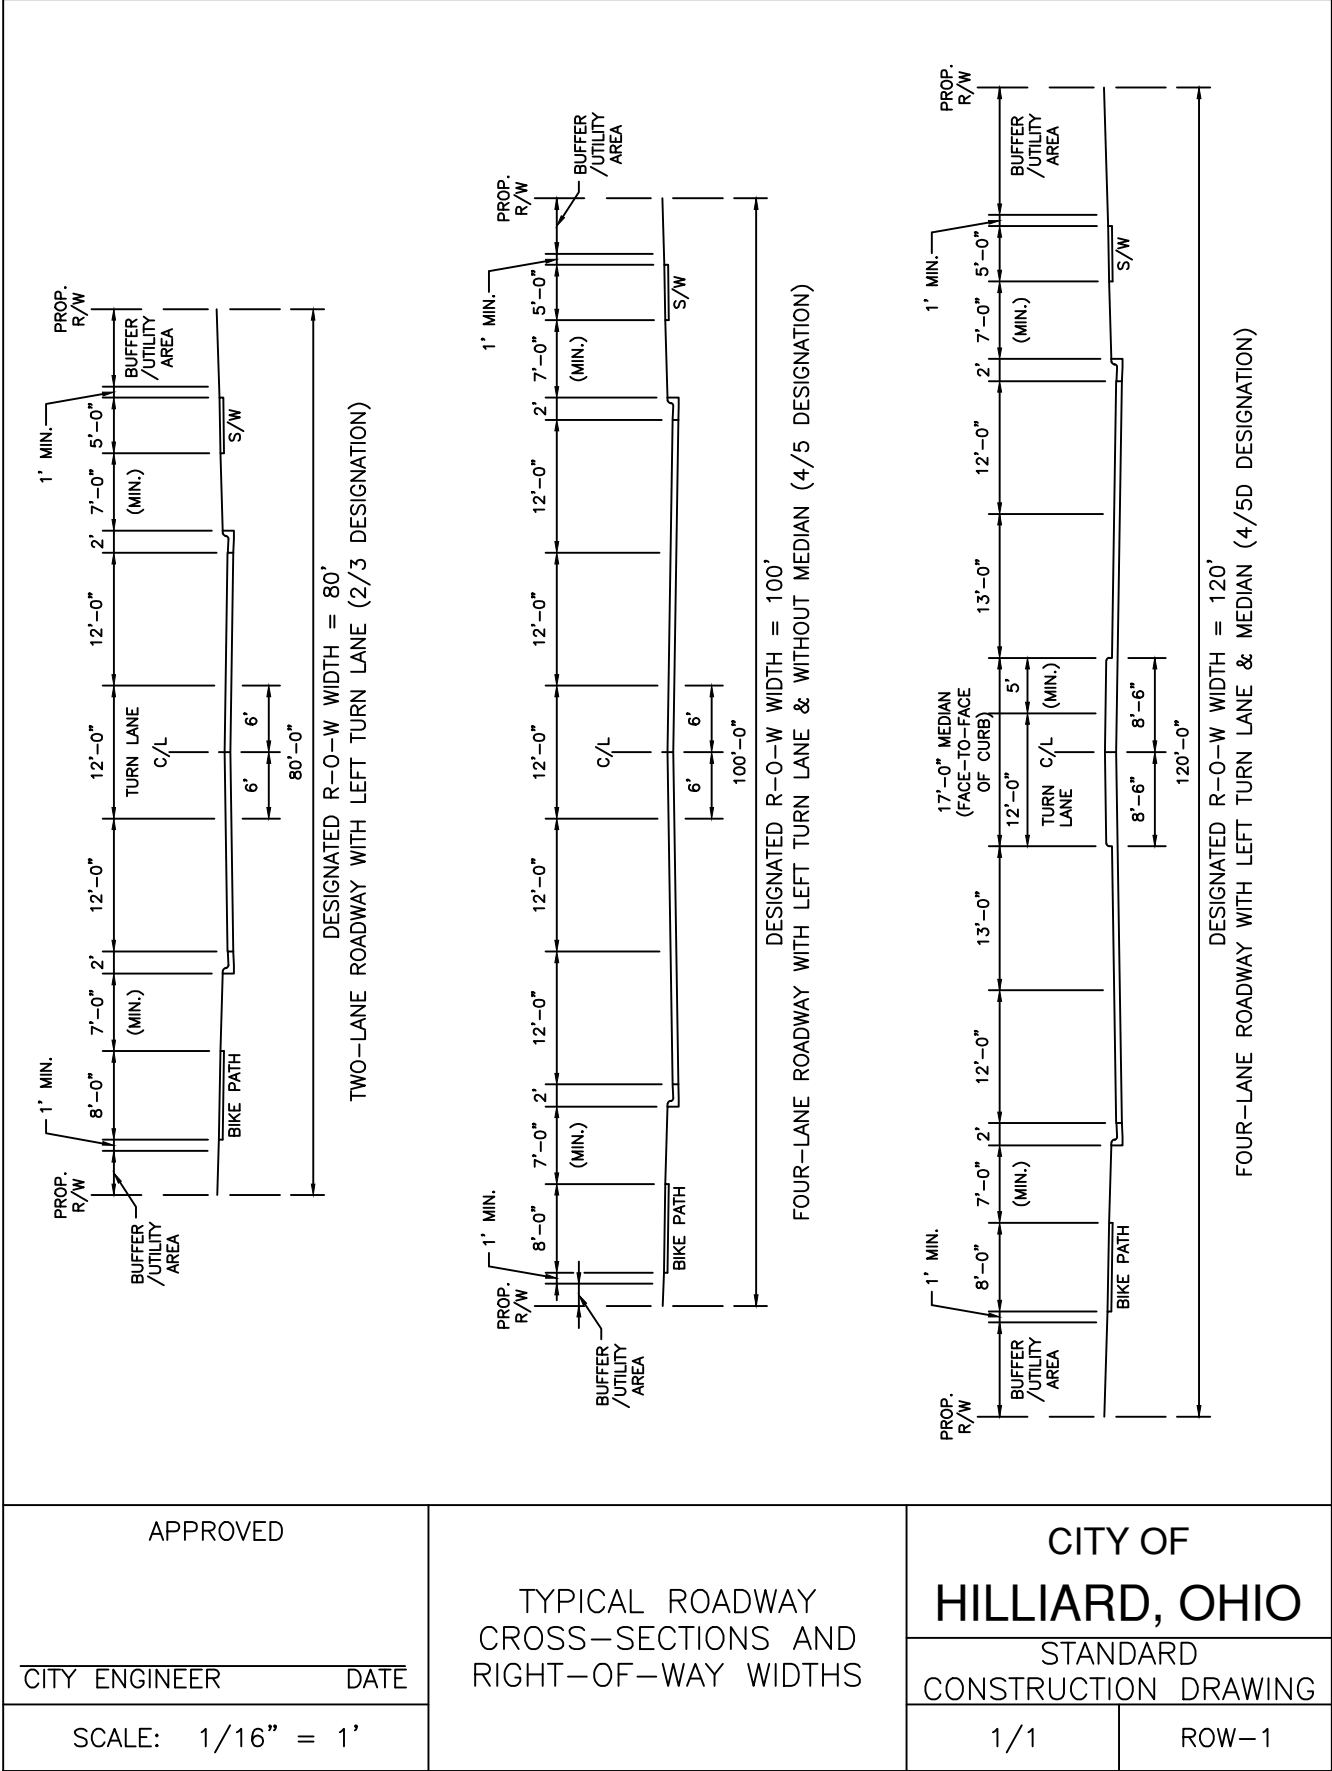 PROP.
R/W
BUFFER
/UTILITY
AREA
1' MIN.
8'-0"
BIKE PATH
7'-0"
(MIN.)
2'
12'-0"
12'-0"
TURN LANE
C/L
6'
6'
12'-0"
2'
7'-0"
(MIN.)
5'-0"
S/W
1' MIN.
BUFFER
/UTILITY
AREA
PROP.
R/W
80'-0"
DESIGNATED R-O-W WIDTH = 80'
TWO-LANE ROADWAY WITH LEFT TURN LANE (2/3 DESIGNATION)
PROP.
R/W
BUFFER
/UTILITY
AREA
1' MIN.
8'-0"
BIKE PATH
7'-0"
(MIN.)
2'
12'-0"
12'-0"
12'-0"
C/L
6'
6'
12'-0"
12'-0"
2'
7'-0"
(MIN.)
5'-0"
S/W
1' MIN.
PROP.
R/W
BUFFER
/UTILITY
AREA
100'-0"
DESIGNATED R-O-W WIDTH = 100'
FOUR-LANE ROADWAY WITH LEFT TURN LANE & WITHOUT MEDIAN (4/5 DESIGNATION)
PROP.
R/W
BUFFER
/UTILITY
AREA
1' MIN.
8'-0"
BIKE PATH
7'-0"
(MIN.)
2'
12'-0"
13'-0"
17'-0" MEDIAN
(FACE-TO-FACE
OF CURB)
12'-0"
TURN
LANE
C/L
5'
(MIN.)
8'-6"
8'-6"
13'-0"
12'-0"
2'
7'-0"
(MIN.)
5'-0"
S/W
1' MIN.
BUFFER
/UTILITY
AREA
PROP.
R/W
120'-0"
DESIGNATED R-O-W WIDTH = 120'
FOUR-LANE ROADWAY WITH LEFT TURN LANE & MEDIAN (4/5D DESIGNATION)
APPROVED
CITY ENGINEER DATE
SCALE: 1/16" = 1'
TYPICAL ROADWAY
CROSS-SECTIONS AND
RIGHT-OF-WAY WIDTHS
CITY OF
HILLIARD, OHIO
STANDARD
CONSTRUCTION DRAWING
1/1
ROW-1